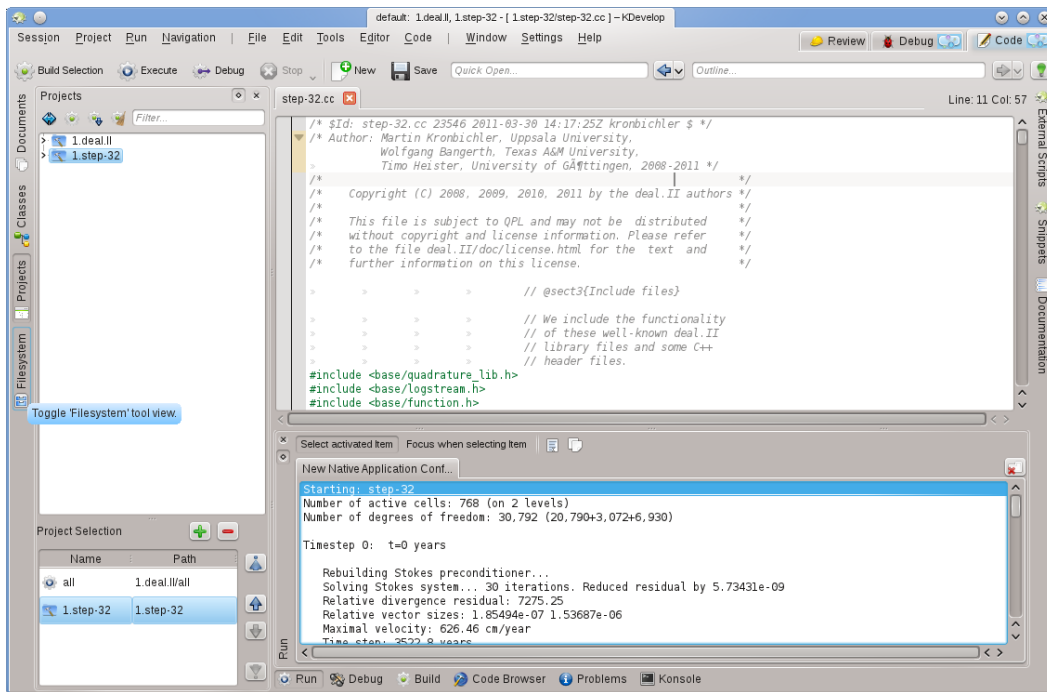 default: 1.deal.II, 1.step-32 - [ 1.step-32/step-32.cc ] – KDevelop
Session Project Run Navigation | File Edit Tools Editor Code | Window Settings Help
Review Debug Code
Build Selection Execute Debug Stop New Save Quick Open... Outline...
Documents
Classes
Projects
Filesystem
Projects
Filter...
1.deal.II
1.step-32
Toggle 'Filesystem' tool view.
Project Selection
Name Path
all 1.deal.II/all
1.step-32 1.step-32
step-32.cc
Line: 11 Col: 57
/* $Id: step-32.cc 23546 2011-03-30 14:17:25Z kronbichler $ */
/* Author: Martin Kronbichler, Uppsala University,
Wolfgang Bangerth, Texas A&M University,
» Timo Heister, University of GÃ¶ttingen, 2008-2011 */
/* */
/* Copyright (C) 2008, 2009, 2010, 2011 by the deal.II authors */
/* */
/* This file is subject to QPL and may not be distributed */
/* without copyright and license information. Please refer */
/* to the file deal.II/doc/license.html for the text and */
/* further information on this license. */
» » » » // @sect3{Include files}
» » » » // We include the functionality
» » » » // of these well-known deal.II
» » » » // library files and some C++
» » » » // header files.
#include <base/quadrature_lib.h>
#include <base/logstream.h>
#include <base/function.h>
External Scripts
Snippets
Documentation
Select activated Item Focus when selecting Item
New Native Application Conf...
Starting: step-32
Number of active cells: 768 (on 2 levels)
Number of degrees of freedom: 30,792 (20,790+3,072+6,930)
Timestep 0: t=0 years
Rebuilding Stokes preconditioner...
Solving Stokes system... 30 iterations. Reduced residual by 5.73431e-09
Relative divergence residual: 7275.25
Relative vector sizes: 1.85494e-07 1.53687e-06
Maximal velocity: 626.46 cm/year
Time step: 3522.8 years
Run
Run Debug Build Code Browser Problems Konsole